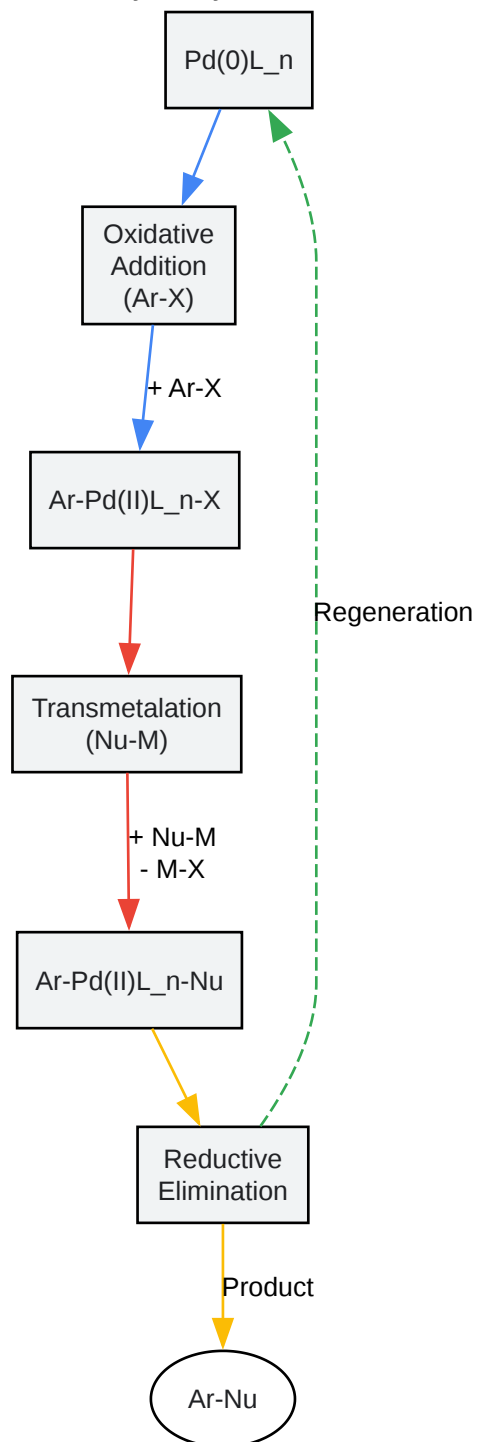 Pd(0)L_n
Oxidative
Addition
(Ar-X)
+ Ar-X
Ar-Pd(II)L_n-X
Regeneration
Transmetalation
(Nu-M)
+ Nu-M
- M-X
Ar-Pd(II)L_n-Nu
Reductive
Elimination
Product
Ar-Nu